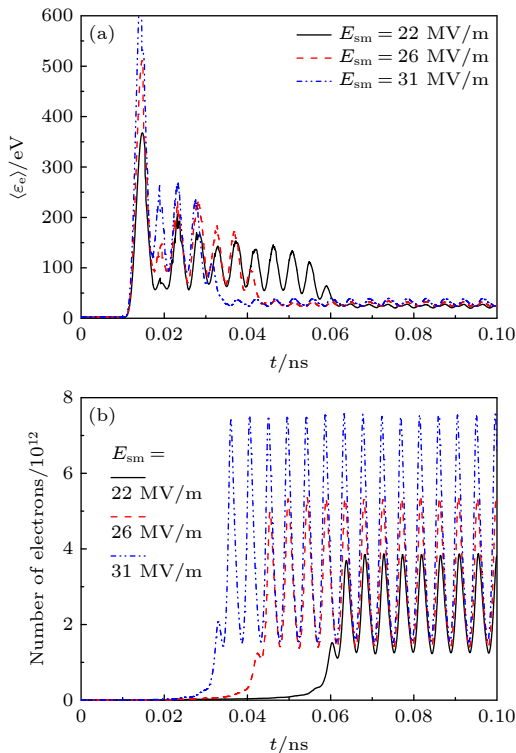 (a)
E_sm = 22 MV/m
E_sm = 26 MV/m
E_sm = 31 MV/m
⟨ε_e⟩/eV
600
500
400
300
200
100
0
0 0.02 0.04 0.06 0.08 0.10
t/ns
(b)
E_sm =
22 MV/m
26 MV/m
31 MV/m
Number of electrons/10^12
8
6
4
2
0
0 0.02 0.04 0.06 0.08 0.10
t/ns